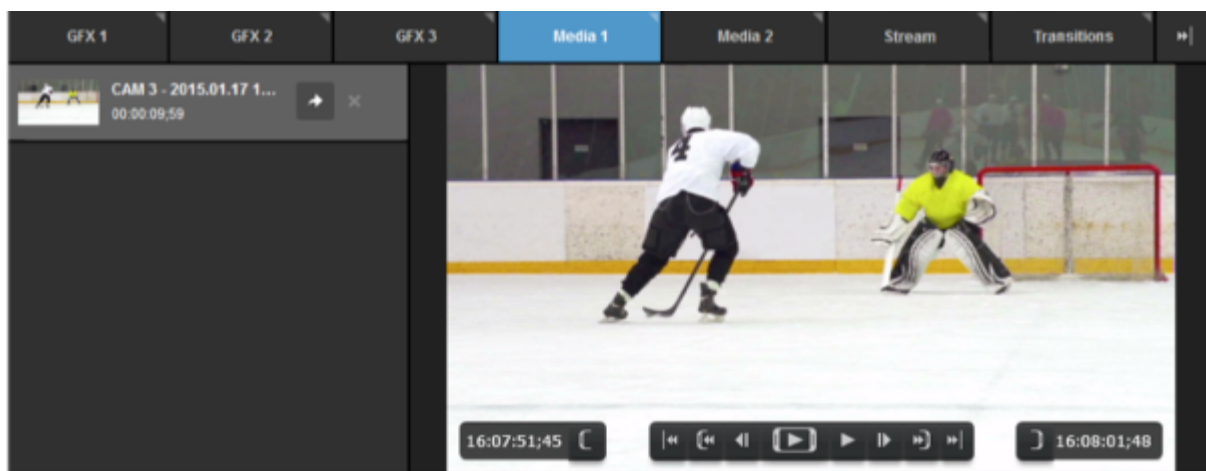 GFX 1 GFX 2 GFX 3 Media 1 Media 2 Stream Transitions
CAM 3 - 2015.01.17 1...
00:00:09;59
4
16:07:51;45 16:08:01;48